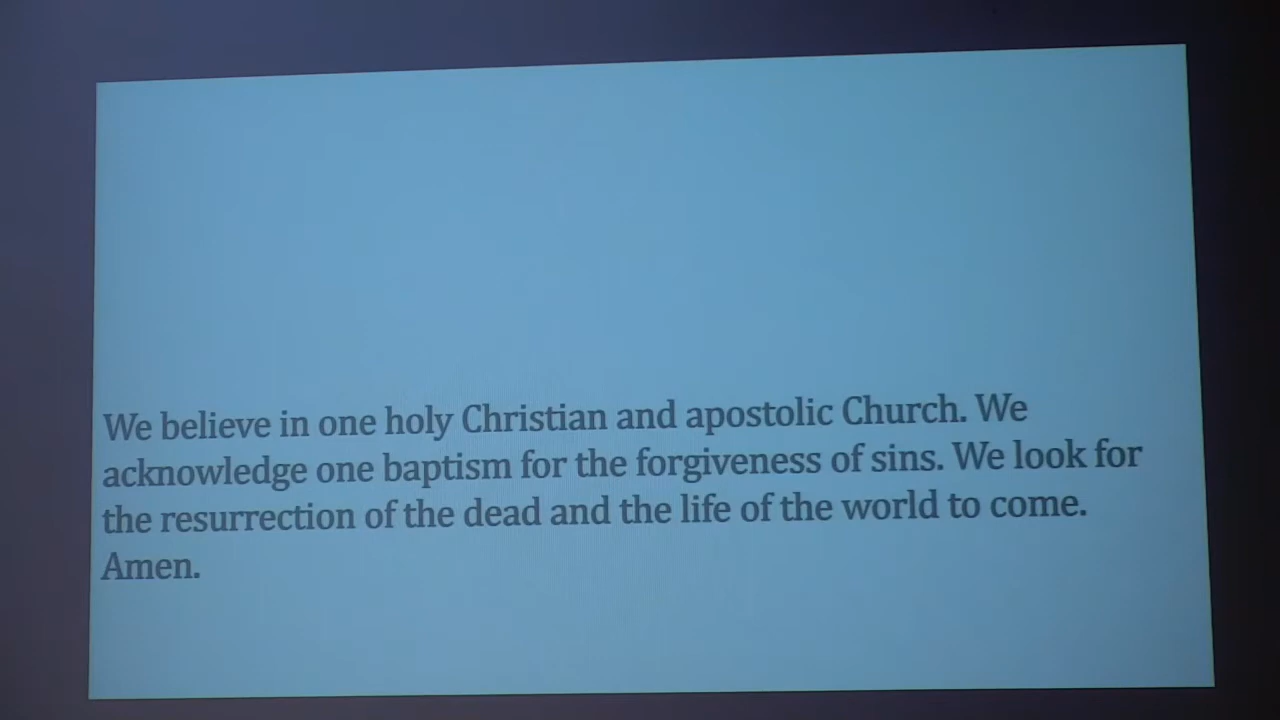 We believe in one holy Christian and apostolic Church. We
acknowledge one baptism for the forgiveness of sins. We look for
the resurrection of the dead and the life of the world to come.
Amen.